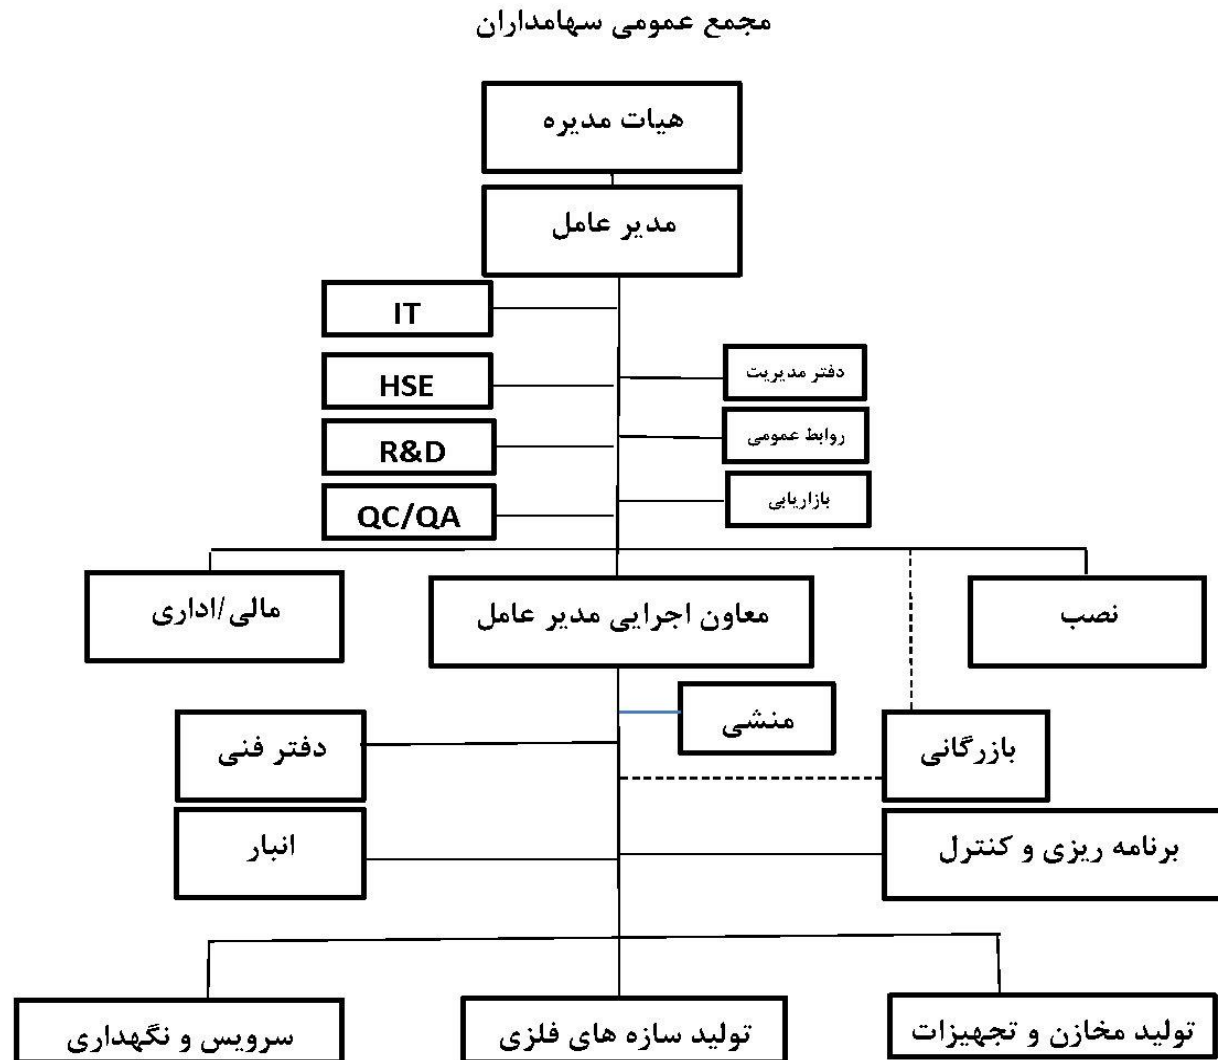 مجمع عمومی سهامداران
هیات مدیره
مدیر عامل
IT
دفتر مدیریت
HSE
روابط عمومی
R&D
بازاریابی
QC/QA
نصب
معاون اجرایی مدیر عامل
مالی/اداری
منشی
بازرگانی
دفتر فنی
برنامه ریزی و کنترل
انبار
تولید مخازن و تجهیزات
تولید سازه های فلزی
سرویس و نگهداری